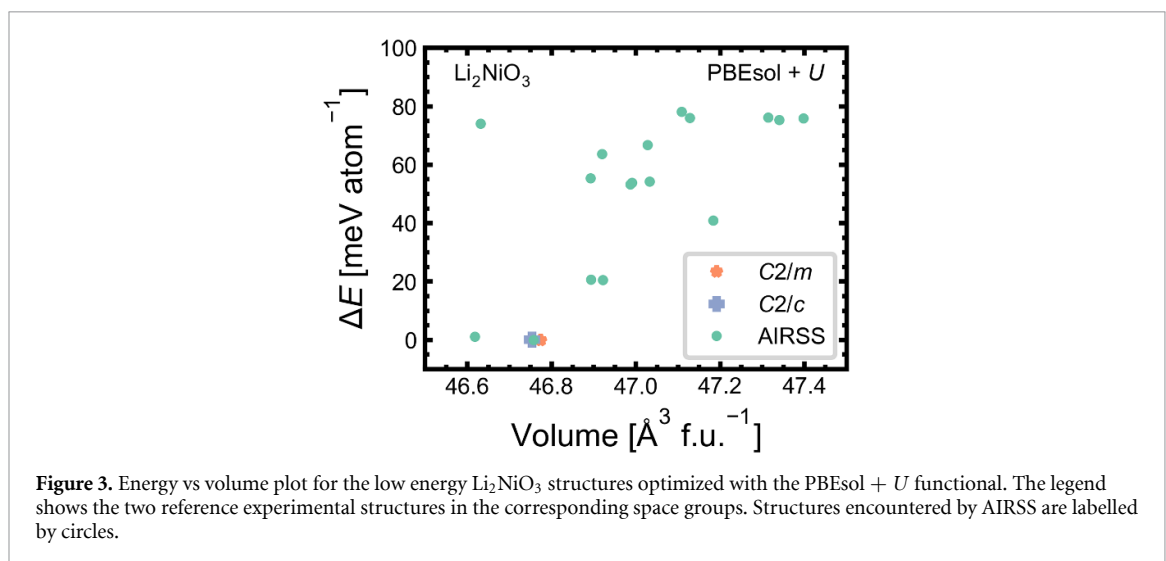 Li₂NiO₃
PBEsol + U
100
80
60
40
20
0
ΔE [meV atom⁻¹]
C2/m
C2/c
AIRSS
46.6 46.8 47.0 47.2 47.4
Volume [Å³ f.u.⁻¹]
Figure 3. Energy vs volume plot for the low energy Li₂NiO₃ structures optimized with the PBEsol + U functional. The legend
shows the two reference experimental structures in the corresponding space groups. Structures encountered by AIRSS are labelled
by circles.